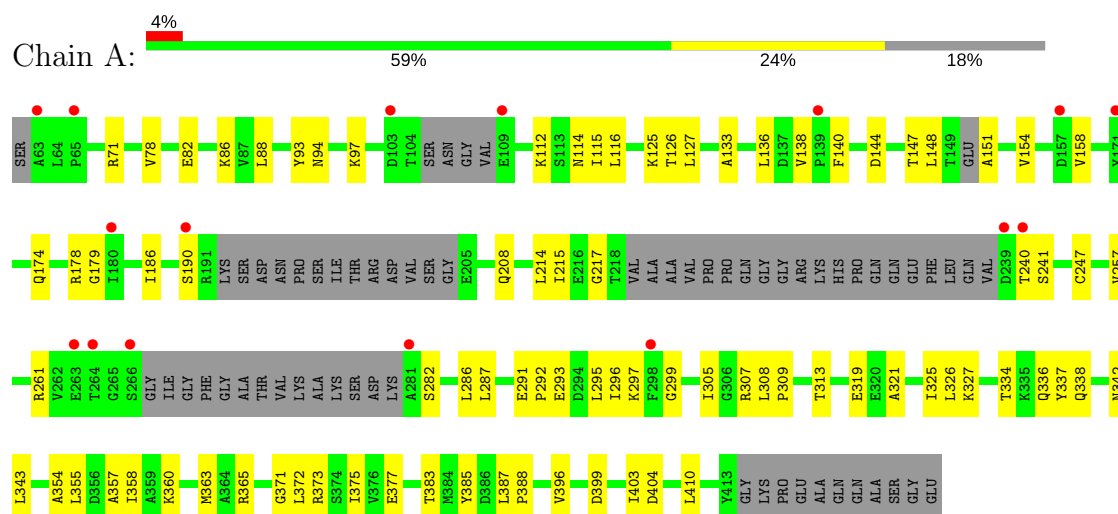 4%
Chain A:
59% 24% 18%
SER A63 L64 P65 R71 V78 E82 K86 V87 L88 Y93 N94 K97 D103 T104 SER ASN GLY VAL E109 K112 S113 N114 I115 L116 K125 T126 L127 A133 L136 D137 V138 P139 F140 D144 T147 L148 T149 GLU A151 V154 D157 V158 Y171
Q174 R178 G179 I180 I186 S190 R191 LYS SER ASP ASN PRO SER ILE THR ARG ASP VAL SER GLY E205 Q208 L214 I215 E216 G217 T218 VAL ALA ALA VAL PRO PRO GLN GLY GLY ARG LYS HIS PRO GLN GLN GLU PHE LEU GLN VAL D239 T240 S241 C247 V257
R261 V262 E263 T264 G265 S266 GLY ILE GLY PHE GLY ALA THR VAL LYS ALA LYS SER ASP LYS A281 S282 L286 L287 E291 P292 E293 D294 L295 I296 K297 F298 G299 I305 G306 R307 L308 P309 T313 E319 E320 A321 I325 L326 K327 T334 K335 Q336 Y337 Q338 N342
L343 A354 L355 D356 A357 I358 A359 K360 M363 A364 R365 G371 L372 R373 S374 I375 V376 E377 T383 M384 Y385 D386 L387 P388 V396 D399 I403 D404 L410 Y413 GLY LYS PRO GLU ALA GLN GLN ALA SER GLY GLU